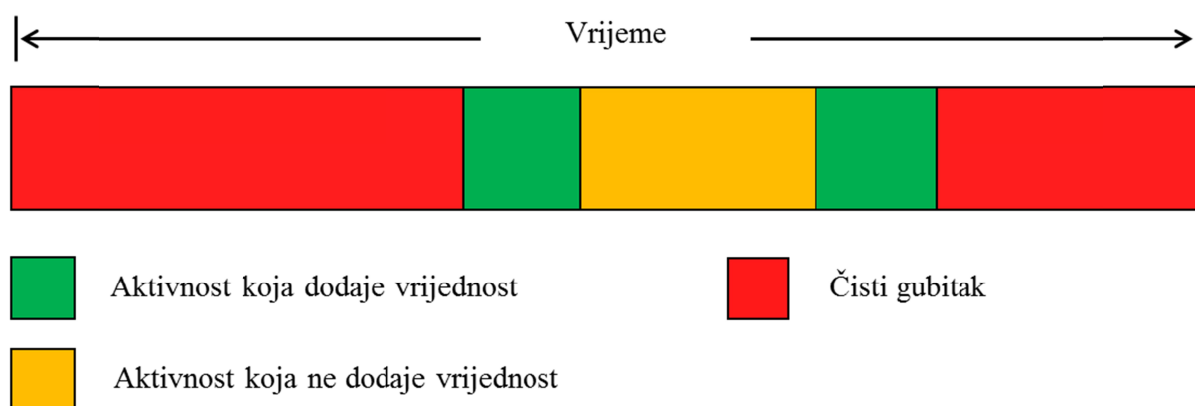 Vrijeme
Aktivnost koja dodaje vrijednost
Čisti gubitak
Aktivnost koja ne dodaje vrijednost